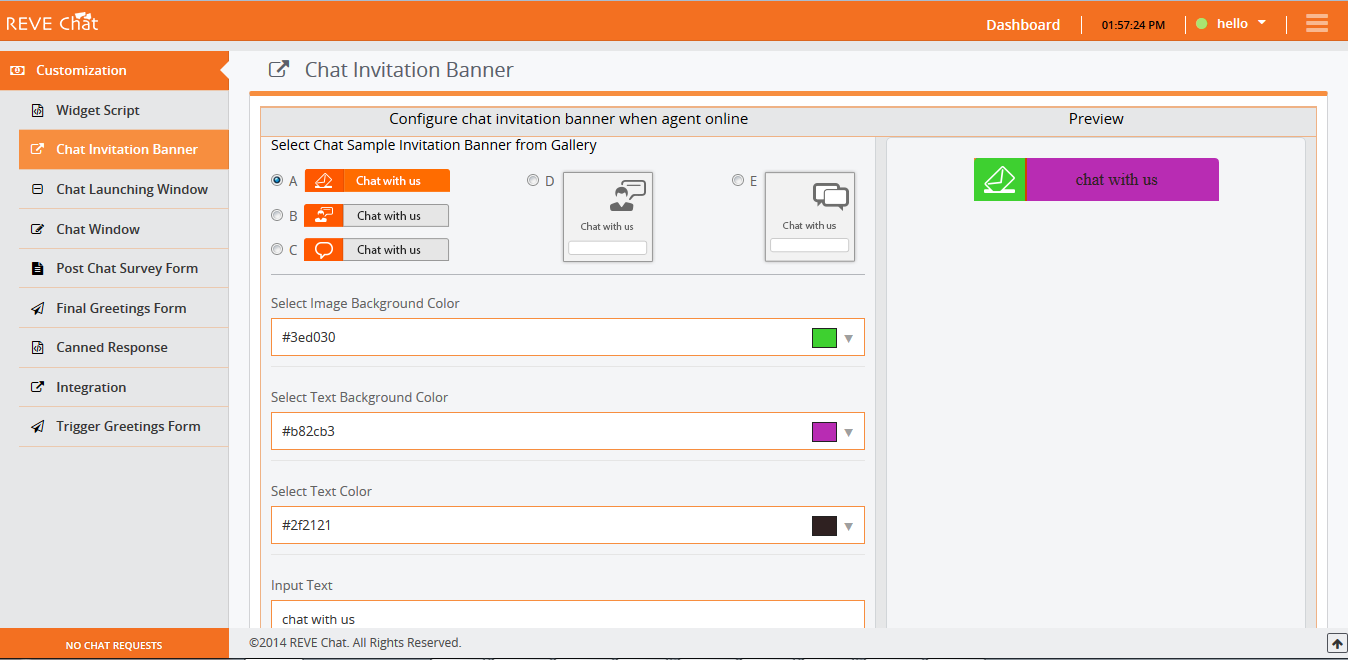 REVE Chat
Dashboard
01:57:24 PM
hello
Customization
Widget Script
Chat Invitation Banner
Chat Launching Window
Chat Window
Post Chat Survey Form
Final Greetings Form
Canned Response
Integration
Trigger Greetings Form
NO CHAT REQUESTS
Chat Invitation Banner
Configure chat invitation banner when agent online
Preview
Select Chat Sample Invitation Banner from Gallery
A Chat with us
B Chat with us
C Chat with us
D Chat with us
E Chat with us
chat with us
Select Image Background Color
#3ed030
Select Text Background Color
#b82cb3
Select Text Color
#2f2121
Input Text
chat with us
©2014 REVE Chat. All Rights Reserved.